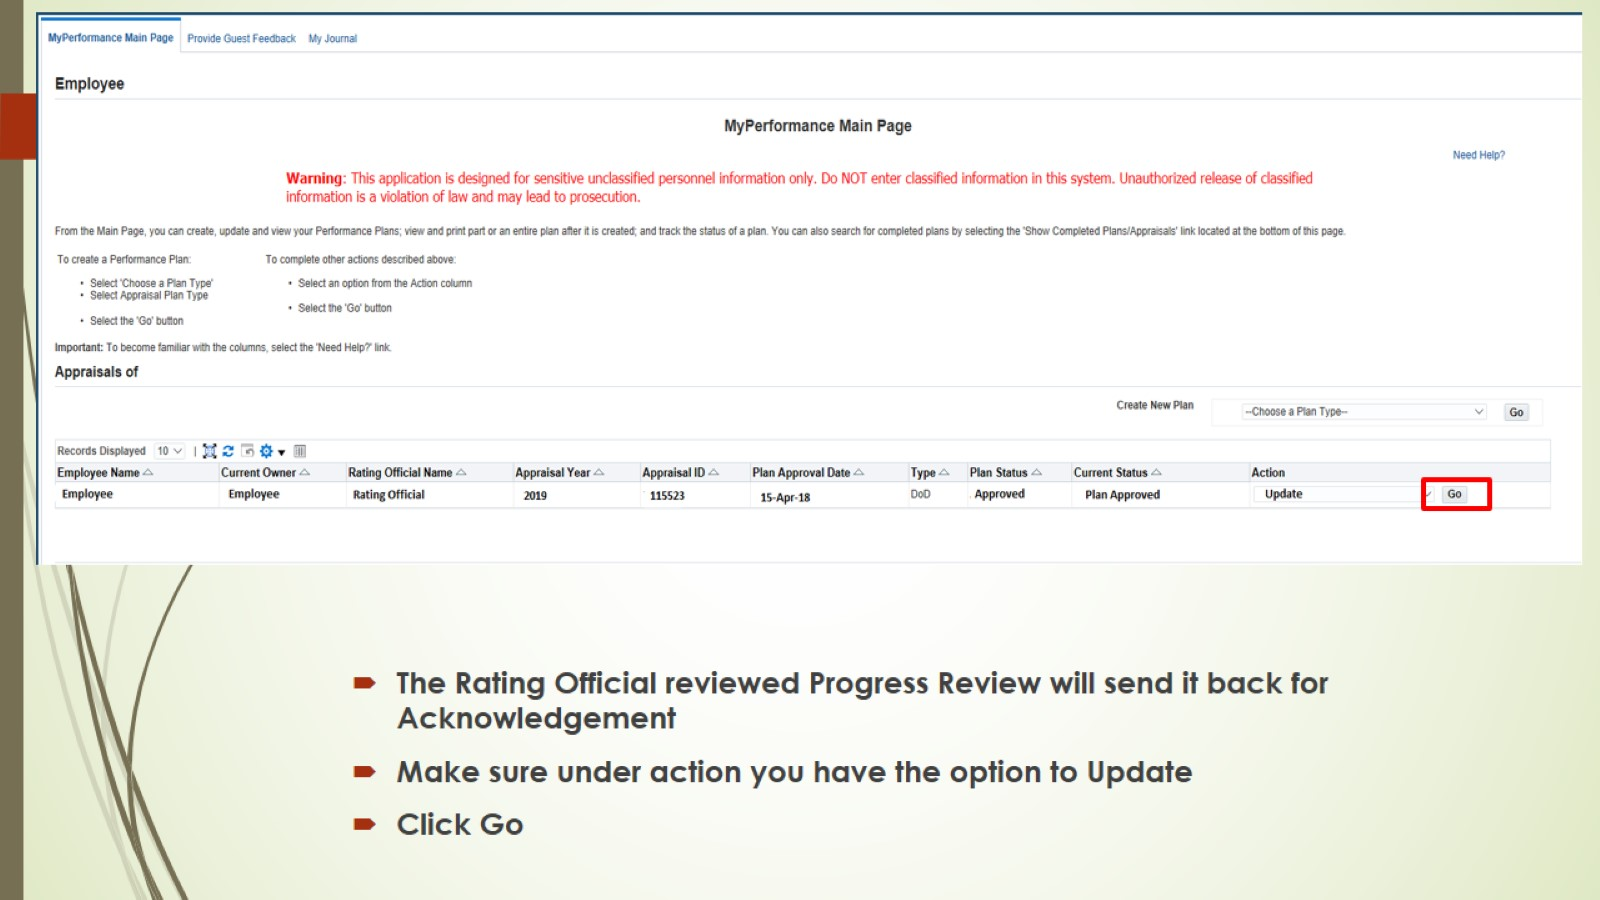 MyPerformance Main Page Provide Guest Feedback My Journal
Employee
MyPerformance Main Page
Need Help?
Warning: This application is designed for sensitive unclassified personnel information only. Do NOT enter classified information in this system. Unauthorized release of classified
information is a violation of law and may lead to prosecution.
From the Main Page, you can create, update and view your Performance Plans; view and print part or an entire plan after it is created; and track the status of a plan. You can also search for completed plans by selecting the 'Show Completed Plans/Appraisals' link located at the bottom of this page.
To create a Performance Plan: To complete other actions described above:
• Select 'Choose a Plan Type' • Select an option from the Action column
• Select Appraisal Plan Type
• Select the 'Go' button
• Select the 'Go' button
Important: To become familiar with the columns, select the 'Need Help?' link.
Appraisals of
Create New Plan --Choose a Plan Type-- Go
Records Displayed 10
Employee Name Current Owner Rating Official Name Appraisal Year Appraisal ID Plan Approval Date Type Plan Status Current Status Action
Employee Employee Rating Official 2019 115523 15-Apr-18 DoD Approved Plan Approved Update Go
The Rating Official reviewed Progress Review will send it back for
Acknowledgement
Make sure under action you have the option to Update
Click Go